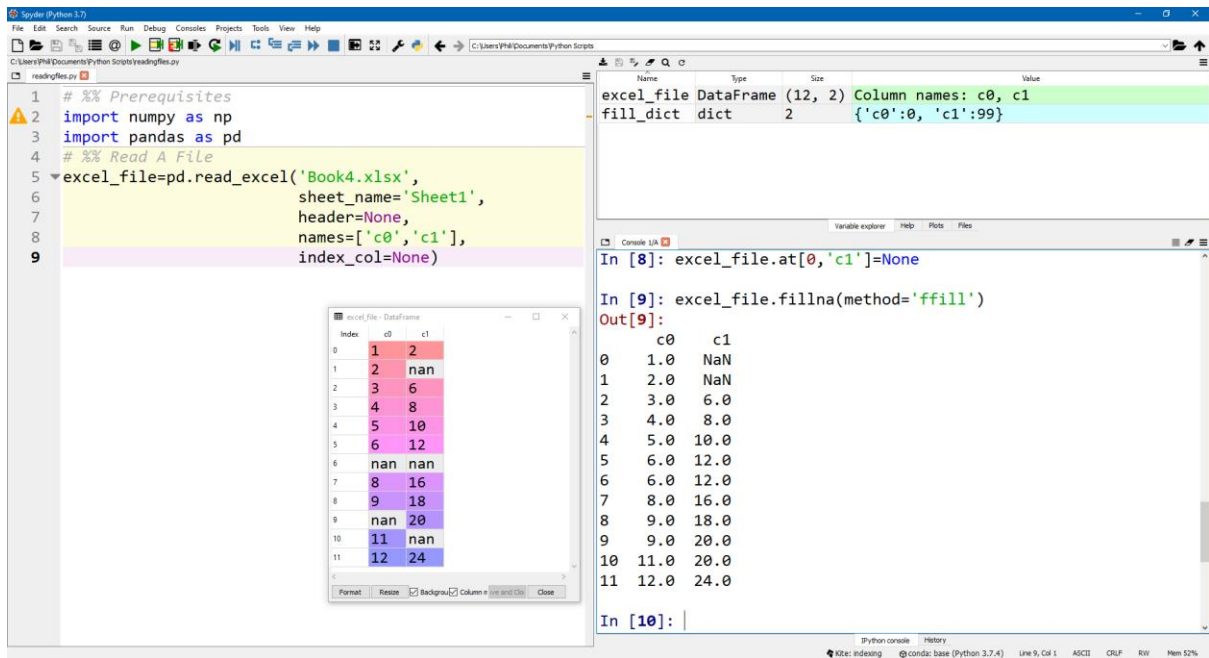 Spyder (Python 3.7)
File Edit Search Source Run Debug Consoles Projects Tools View Help
C:\Users\Phili\Documents\Python Scripts
C:\Users\Phili\Documents\Python Scripts\readingfiles.py
readingfiles.py
1 # %% Prerequisites
2 import numpy as np
3 import pandas as pd
4 # %% Read A File
5 excel_file=pd.read_excel('Book4.xlsx',
6 sheet_name='Sheet1',
7 header=None,
8 names=['c0','c1'],
9 index_col=None)
excel_file - DataFrame
Index c0 c1
0 1 2
1 2 nan
2 3 6
3 4 8
4 5 10
5 6 12
6 nan nan
7 8 16
8 9 18
9 nan 20
10 11 nan
11 12 24
Format Resize Backgrou Column Close
Name Type Size Value
excel_file DataFrame (12, 2) Column names: c0, c1
fill_dict dict 2 {'c0':0, 'c1':99}
Variable explorer Help Plots Files
Console 1/A
In [8]: excel_file.at[0,'c1']=None
In [9]: excel_file.fillna(method='ffill')
Out[9]:
c0 c1
0 1.0 NaN
1 2.0 NaN
2 3.0 6.0
3 4.0 8.0
4 5.0 10.0
5 6.0 12.0
6 6.0 12.0
7 8.0 16.0
8 9.0 18.0
9 9.0 20.0
10 11.0 20.0
11 12.0 24.0
In [10]:
IPython console History
Kite: indexing conda: base (Python 3.7.4) Line 9, Col 1 ASCII CRLF RW Mem 52%